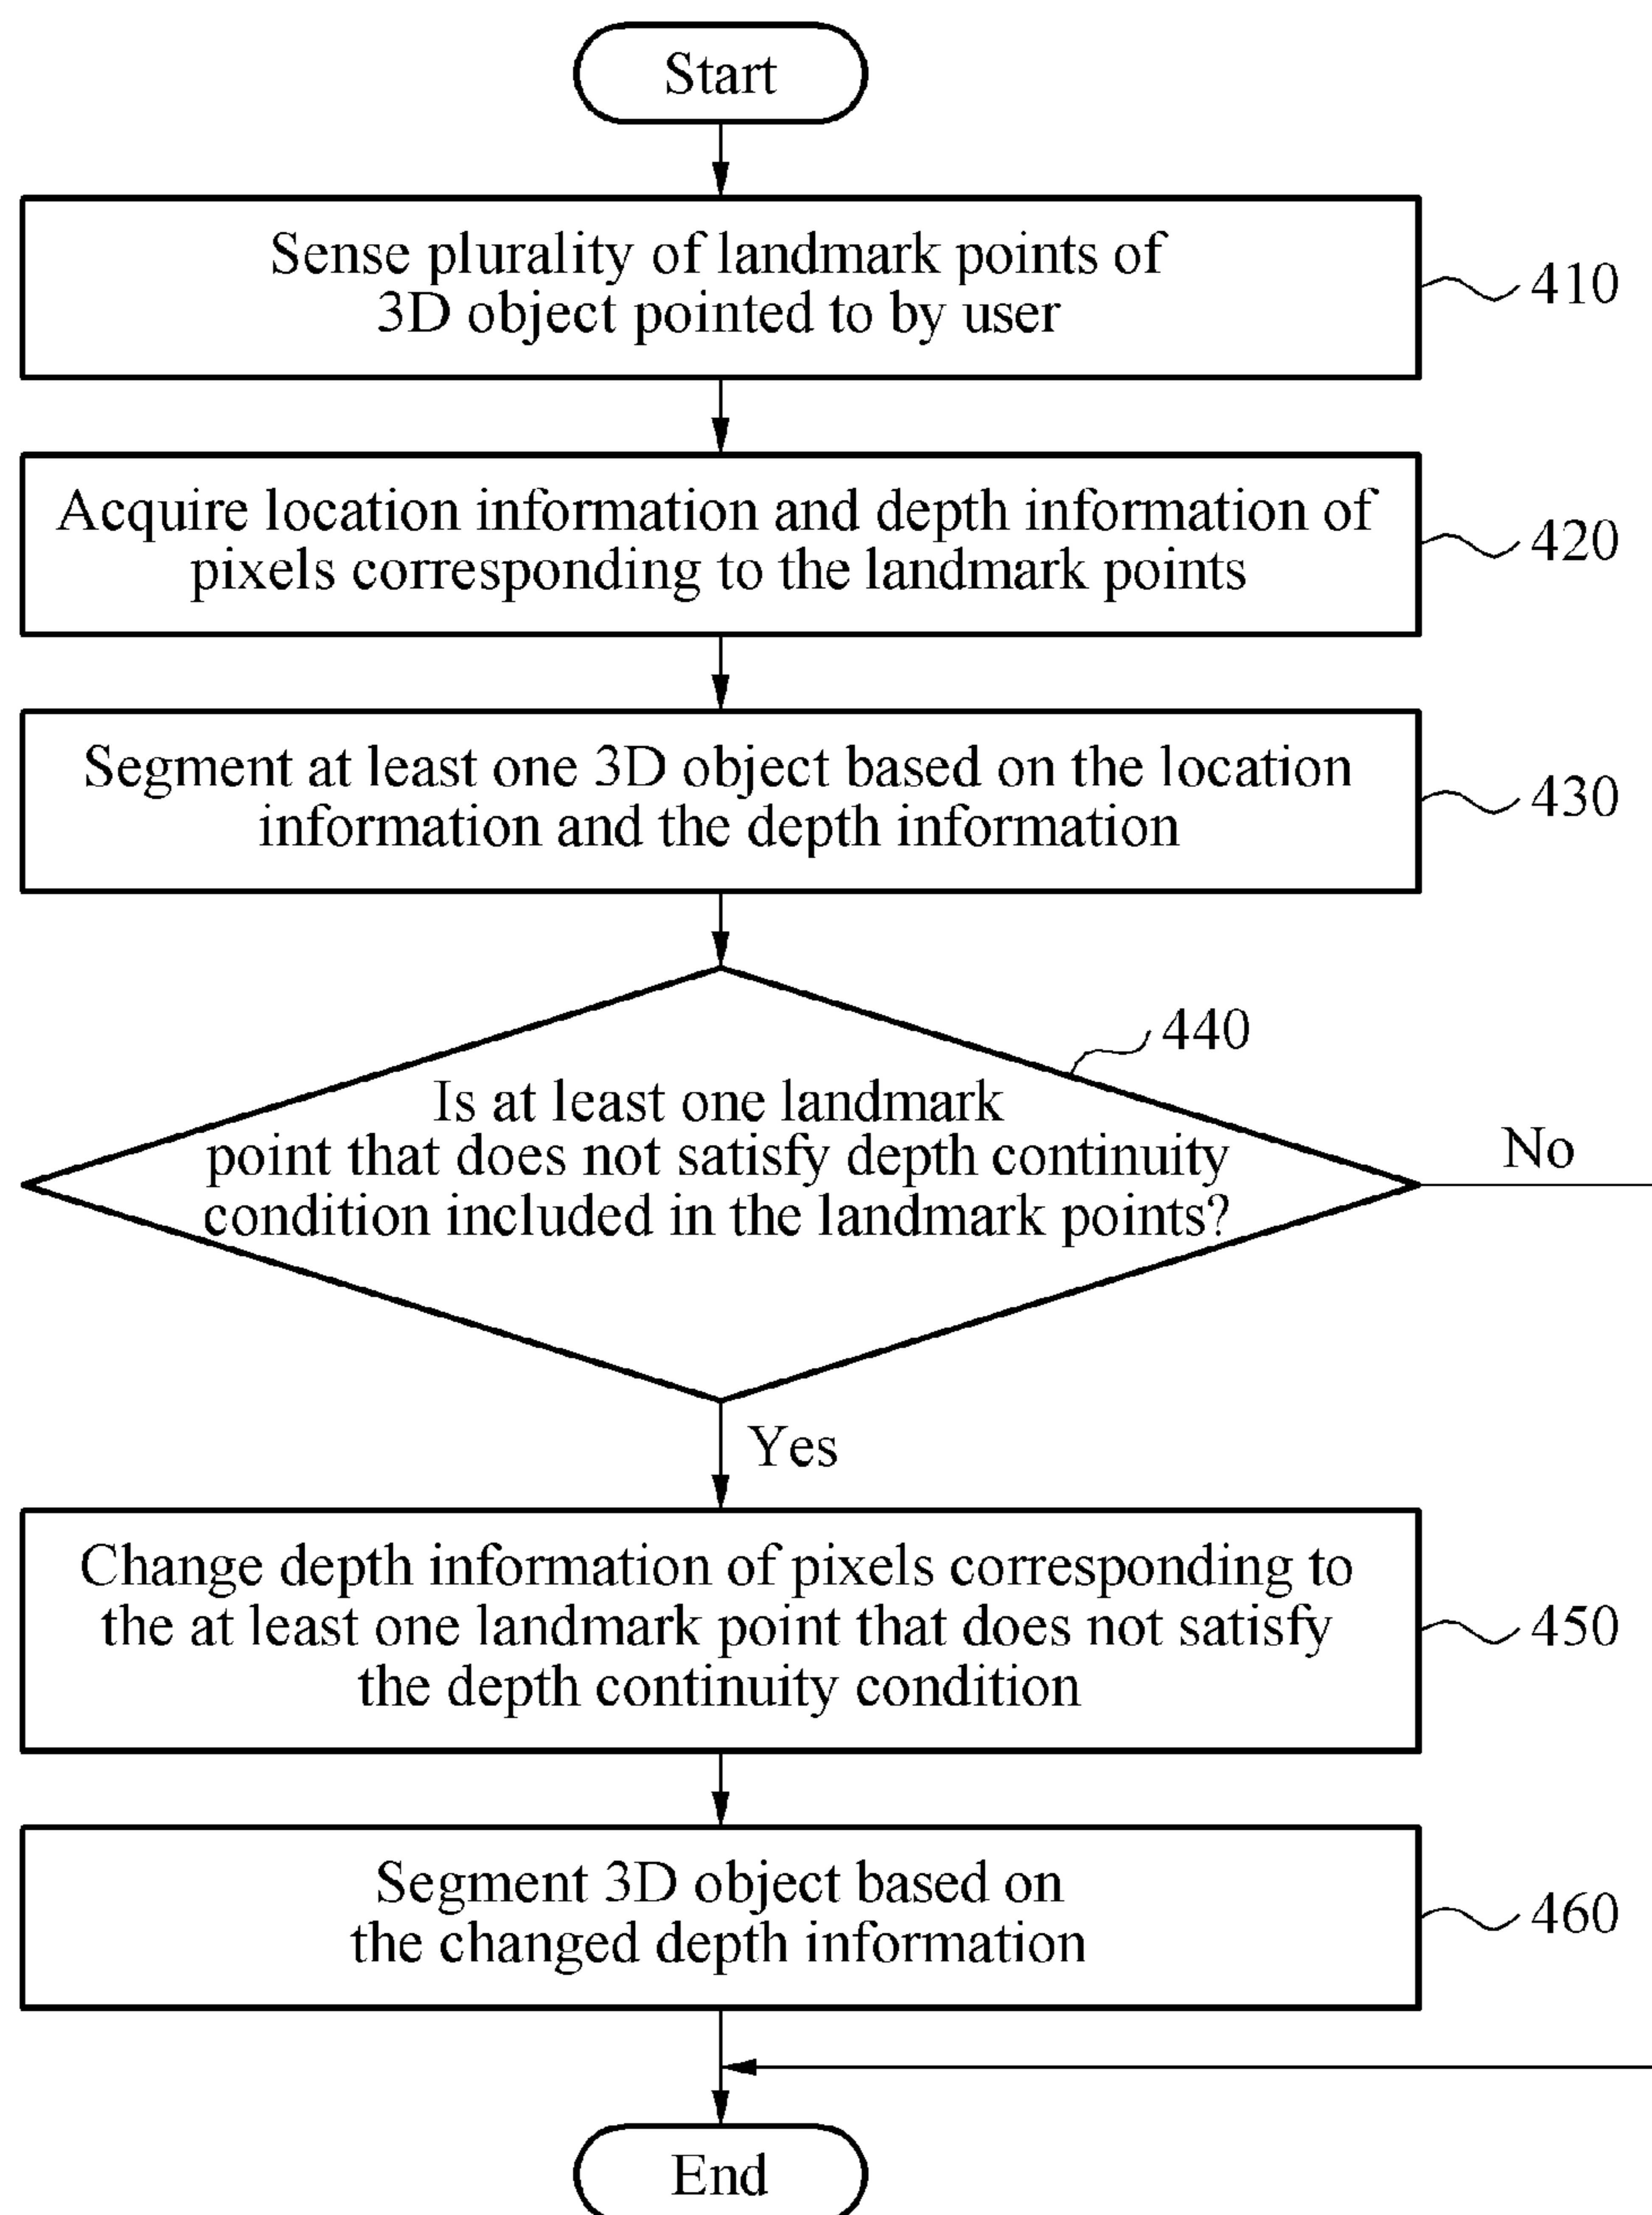 Start
Sense plurality of landmark points of
3D object pointed to by user
410
Acquire location information and depth information of
pixels corresponding to the landmark points
420
Segment at least one 3D object based on the location
information and the depth information
430
440
Is at least one landmark
point that does not satisfy depth continuity
condition included in the landmark points?
No
Yes
Change depth information of pixels corresponding to
the at least one landmark point that does not satisfy
the depth continuity condition
450
Segment 3D object based on
the changed depth information
460
End